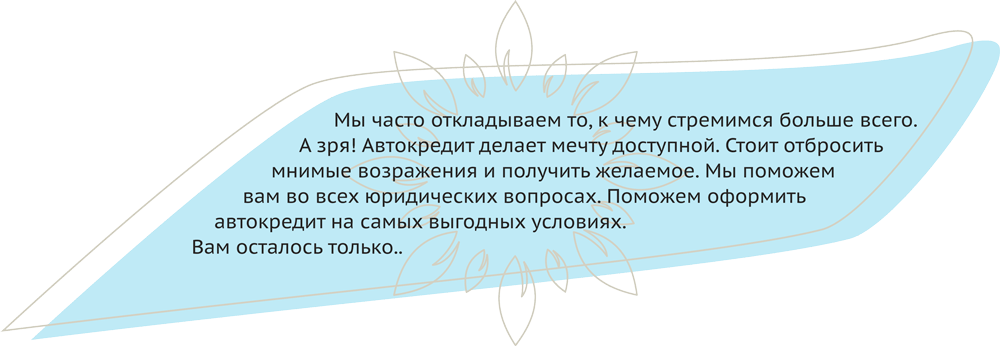 Мы часто откладываем то, к чему стремимся больше всего.
А зря! Автокредит делает мечту доступной. Стоит отбросить
мнимые возражения и получить желаемое. Мы поможем
вам во всех юридических вопросах. Поможем оформить
автокредит на самых выгодных условиях.
Вам осталось только..